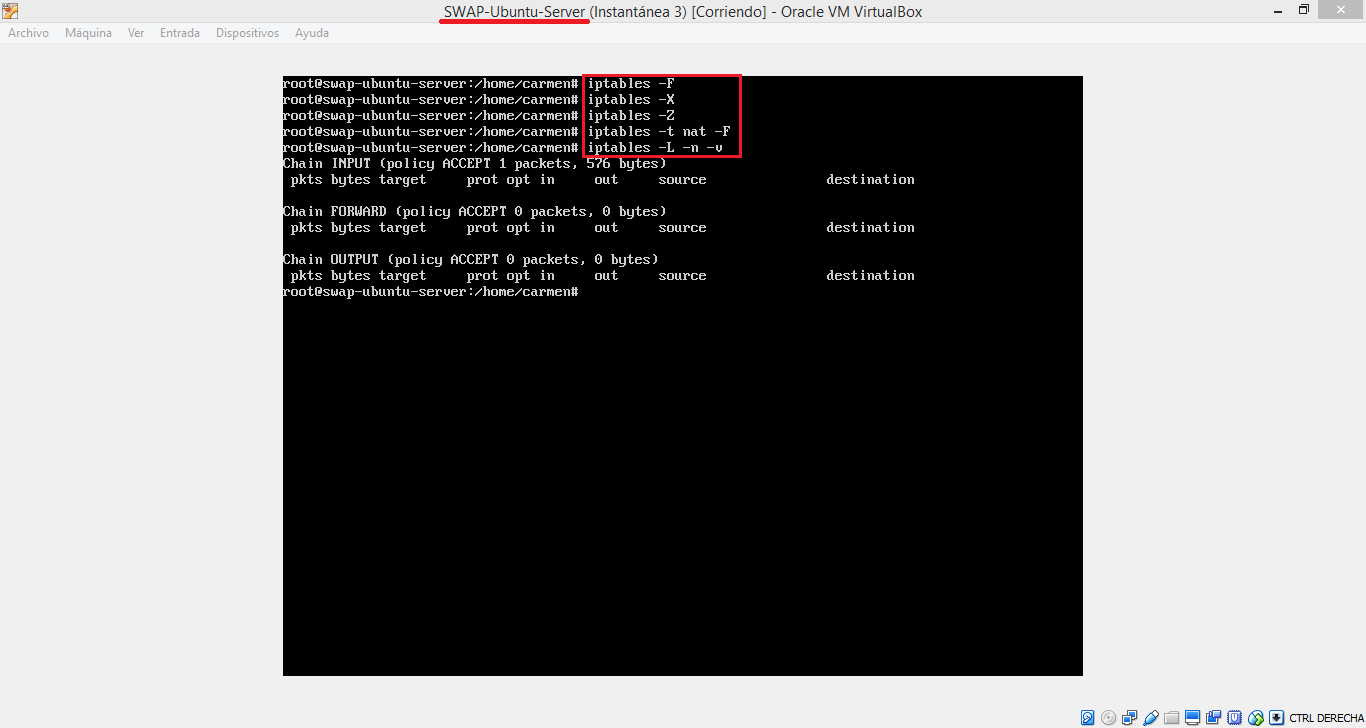 SWAP-Ubuntu-Server (Instantánea 3) [Corriendo] - Oracle VM VirtualBox
Archivo Máquina Ver Entrada Dispositivos Ayuda
root@swap-ubuntu-server:/home/carmen# iptables -F
root@swap-ubuntu-server:/home/carmen# iptables -X
root@swap-ubuntu-server:/home/carmen# iptables -Z
root@swap-ubuntu-server:/home/carmen# iptables -t nat -F
root@swap-ubuntu-server:/home/carmen# iptables -L -n -v
Chain INPUT (policy ACCEPT 1 packets, 576 bytes)
pkts bytes target prot opt in out source destination
Chain FORWARD (policy ACCEPT 0 packets, 0 bytes)
pkts bytes target prot opt in out source destination
Chain OUTPUT (policy ACCEPT 0 packets, 0 bytes)
pkts bytes target prot opt in out source destination
root@swap-ubuntu-server:/home/carmen#
CTRL DERECHA